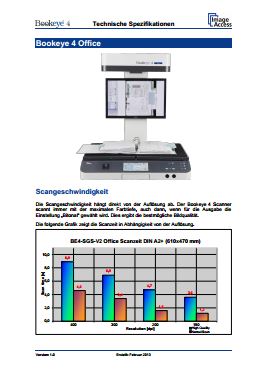 Bookeye 4
Technische Spezifikationen
Image
Access
Bookeye 4 Office
Scangeschwindigkeit
Die Scangeschwindigkeit hängt direkt von der Auflösung ab. Der Bookeye 4 Scanner
scannt immer mit der maximalen Farbtiefe, auch dann, wenn für die Ausgabe die
Einstellung „Bitonal" gewählt wird. Dies ergibt die bestmögliche Bildqualität.
Die folgende Grafik zeigt die Scanzeit in Abhängigkeit von der Auflösung.
BE4-SGS-V2 Office Scanzeit DIN A2+ (610x470 mm)
10,0
8,0
6,0
4,0
2,0
0,0
400
300
200
150
Resolution [dpi]
High Quality
Version 1.0
Erstellt Februar 2013